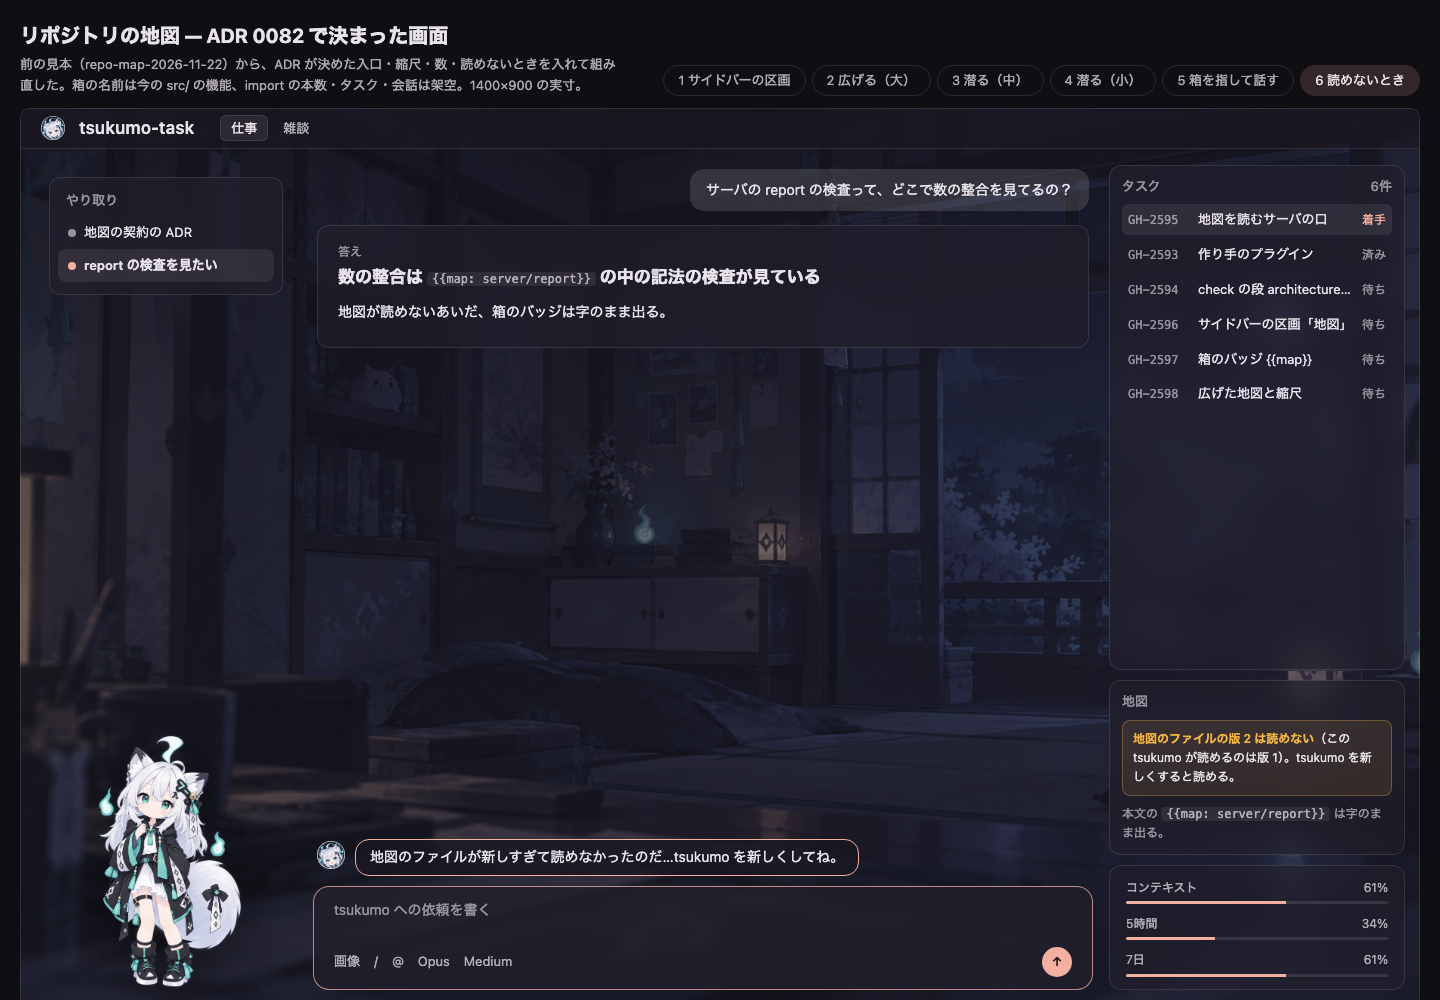 リポジトリの地図 — ADR 0082 で決まった画面
前の見本（repo-map-2026-11-22）から、ADR が決めた入口・縮尺・数・読めないときを入れて組み
直した。箱の名前は今の src/ の機能、import の本数・タスク・会話は架空。1400×900 の実寸。
1 サイドバーの区画
2 広げる（大）
3 潜る（中）
4 潜る（小）
5 箱を指して話す
6 読めないとき
tsukumo-task
仕事
雑談
やり取り
地図の契約の ADR
report の検査を見たい
サーバの report の検査って、どこで数の整合を見てるの？
答え
数の整合は {{map: server/report}} の中の記法の検査が見ている
地図が読めないあいだ、箱のバッジは字のまま出る。
地図のファイルが新しすぎて読めなかったのだ…tsukumo を新しくしてね。
tsukumo への依頼を書く
画像 / @ Opus Medium
タスク 6件
GH-2595 地図を読むサーバの口 着手
GH-2593 作り手のプラグイン 済み
GH-2594 check の段 architecture… 待ち
GH-2596 サイドバーの区画「地図」 待ち
GH-2597 箱のバッジ {{map}} 待ち
GH-2598 広げた地図と縮尺 待ち
地図
地図のファイルの版 2 は読めない（この
tsukumo が読めるのは版 1）。tsukumo を新
しくすると読める。
本文の {{map: server/report}} は字のま
ま出る。
コンテキスト 61%
5時間 34%
7日 61%